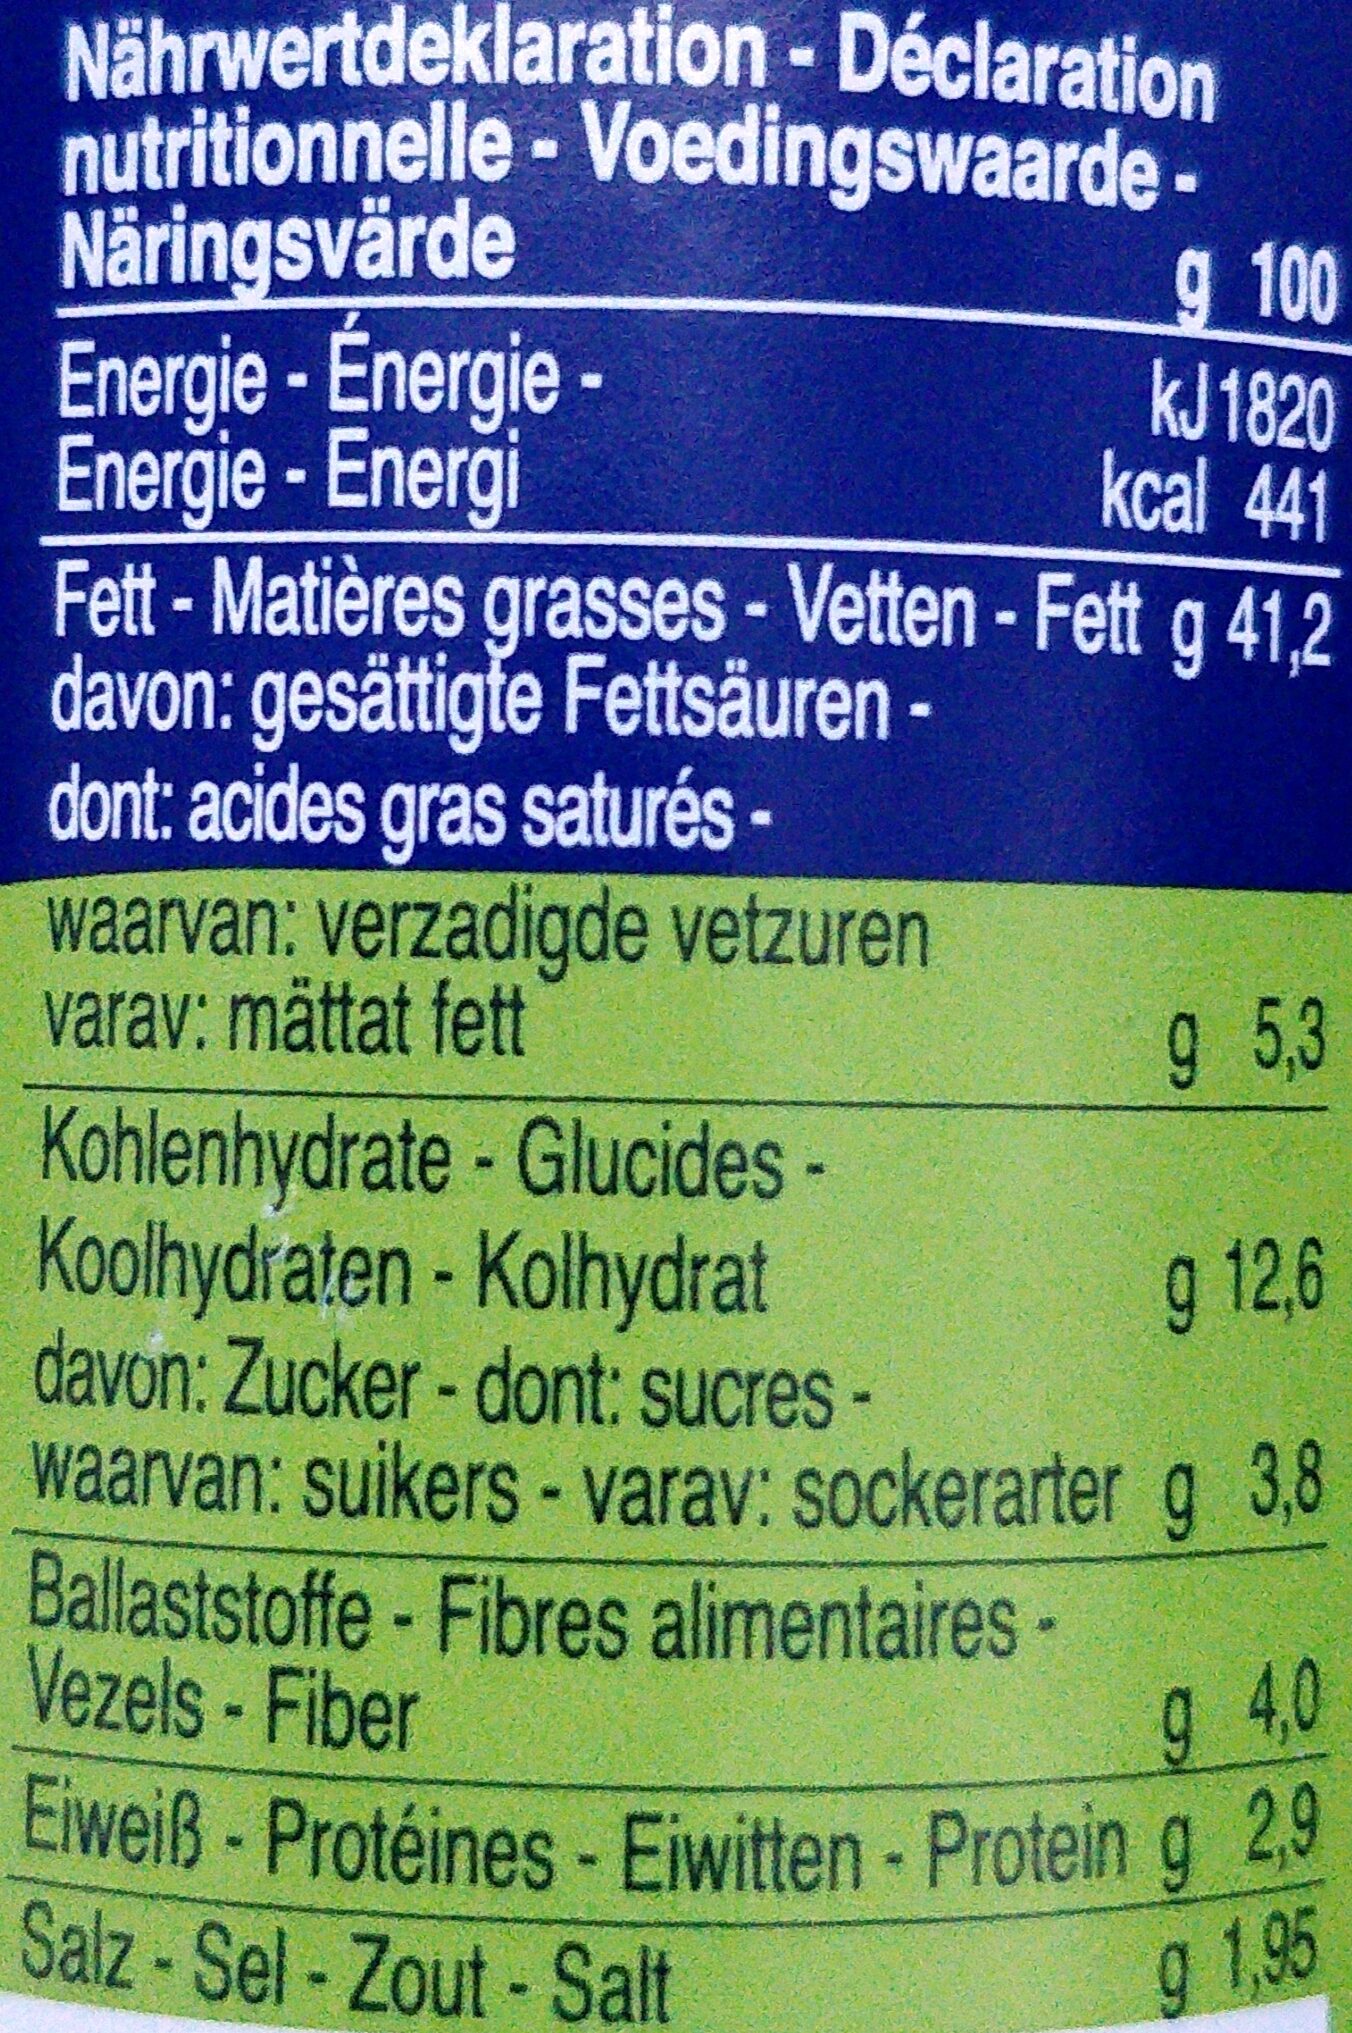 Nährwertdeklaration - Déclaration
nutritionnelle - Voedingswaarde -
Näringsvärde g 100
Energie - Énergie - kJ 1820
Energie - Energi kcal 441
Fett - Matières grasses - Vetten - Fett g 41,2
davon: gesättigte Fettsäuren -
dont: acides gras saturés -
waarvan: verzadigde vetzuren
varav: mättat fett g 5,3
Kohlenhydrate - Glucides -
Koolhydraten - Kolhydrat g 12,6
davon: Zucker - dont: sucres -
waarvan: suikers - varav: sockerarter g 3,8
Ballaststoffe - Fibres alimentaires -
Vezels - Fiber g 4,0
Eiweiß - Protéines - Eiwitten - Protein g 2,9
Salz - Sel - Zout - Salt g 1,95